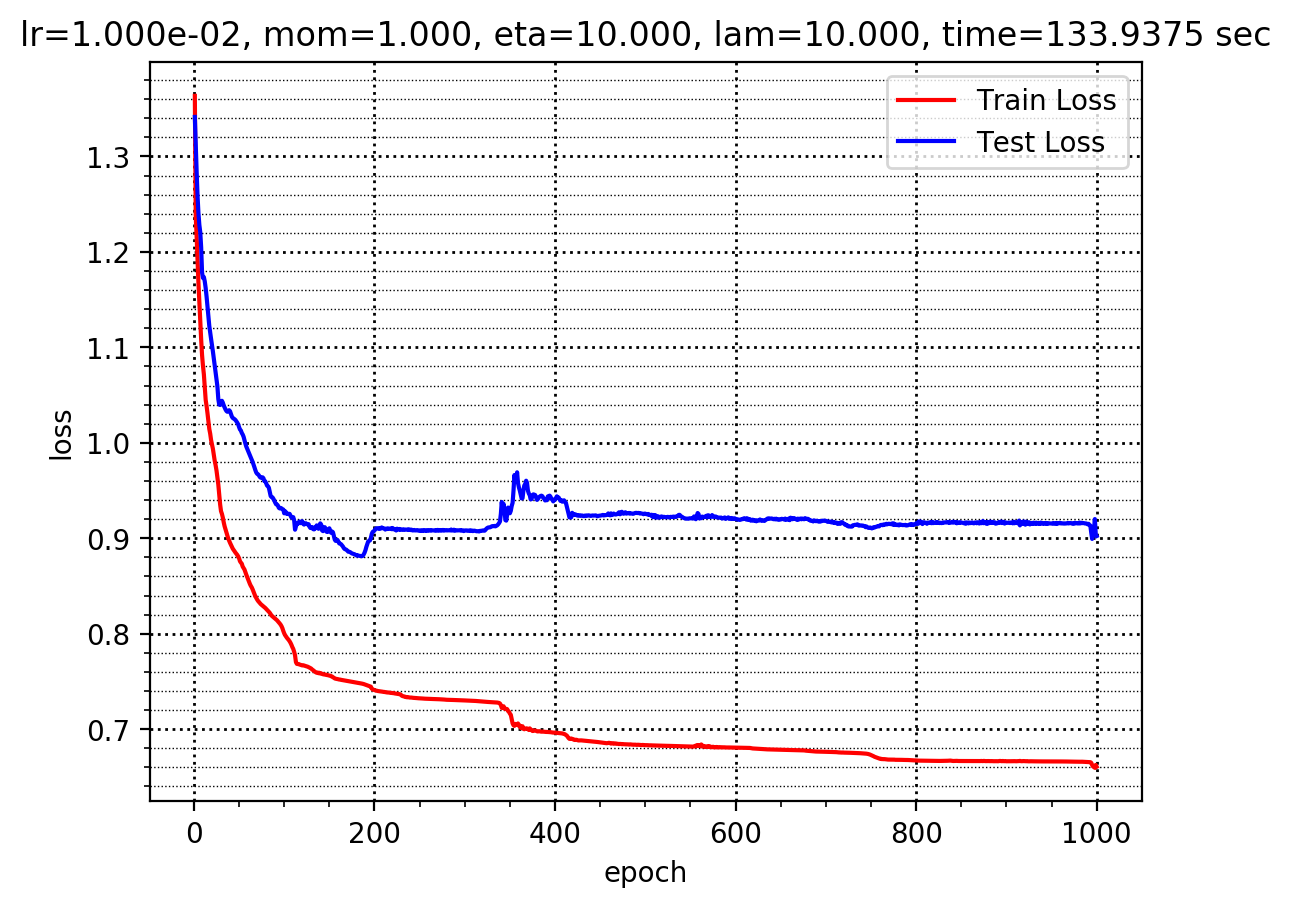 lr=1.000e-02, mom=1.000, eta=10.000, lam=10.000, time=133.9375 sec
Train Loss
Test Loss
1.3
1.2
1.1
1.0
0.9
0.8
0.7
loss
0 200 400 600 800 1000
epoch